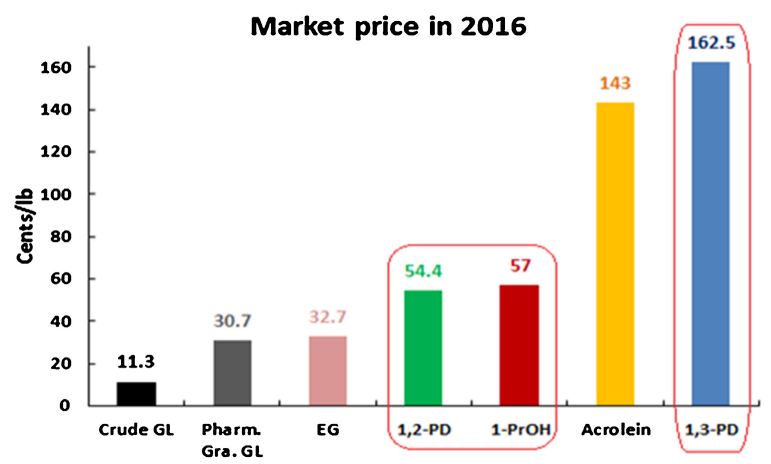 Market price in 2016
Cents/lb
160
140
120
100
80
60
40
20
0
11.3
30.7
32.7
54.4
57
143
162.5
Crude GL
Pharm.
Gra. GL
EG
1,2-PD
1-PrOH
Acrolein
1,3-PD